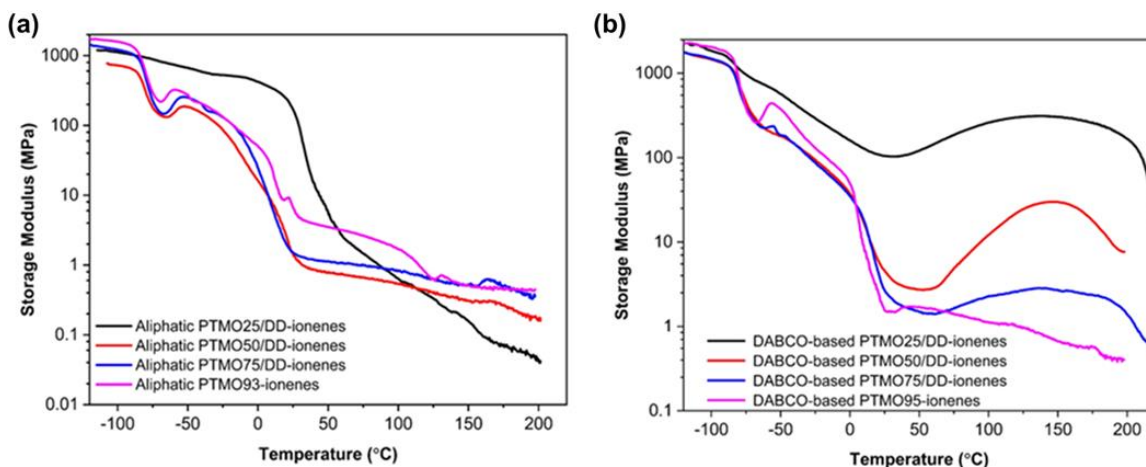 (a)
1000
100
10
1
0.1
0.01
Storage Modulus (MPa)
Aliphatic PTMO25/DD-ionenes
Aliphatic PTMO50/DD-ionenes
Aliphatic PTMO75/DD-ionenes
Aliphatic PTMO93-ionenes
-100 -50 0 50 100 150 200
Temperature (°C)
(b)
1000
100
10
1
0.1
Storage Modulus (MPa)
DABCO-based PTMO25/DD-ionenes
DABCO-based PTMO50/DD-ionenes
DABCO-based PTMO75/DD-ionenes
DABCO-based PTMO95-ionenes
-100 -50 0 50 100 150 200
Temperature (°C)